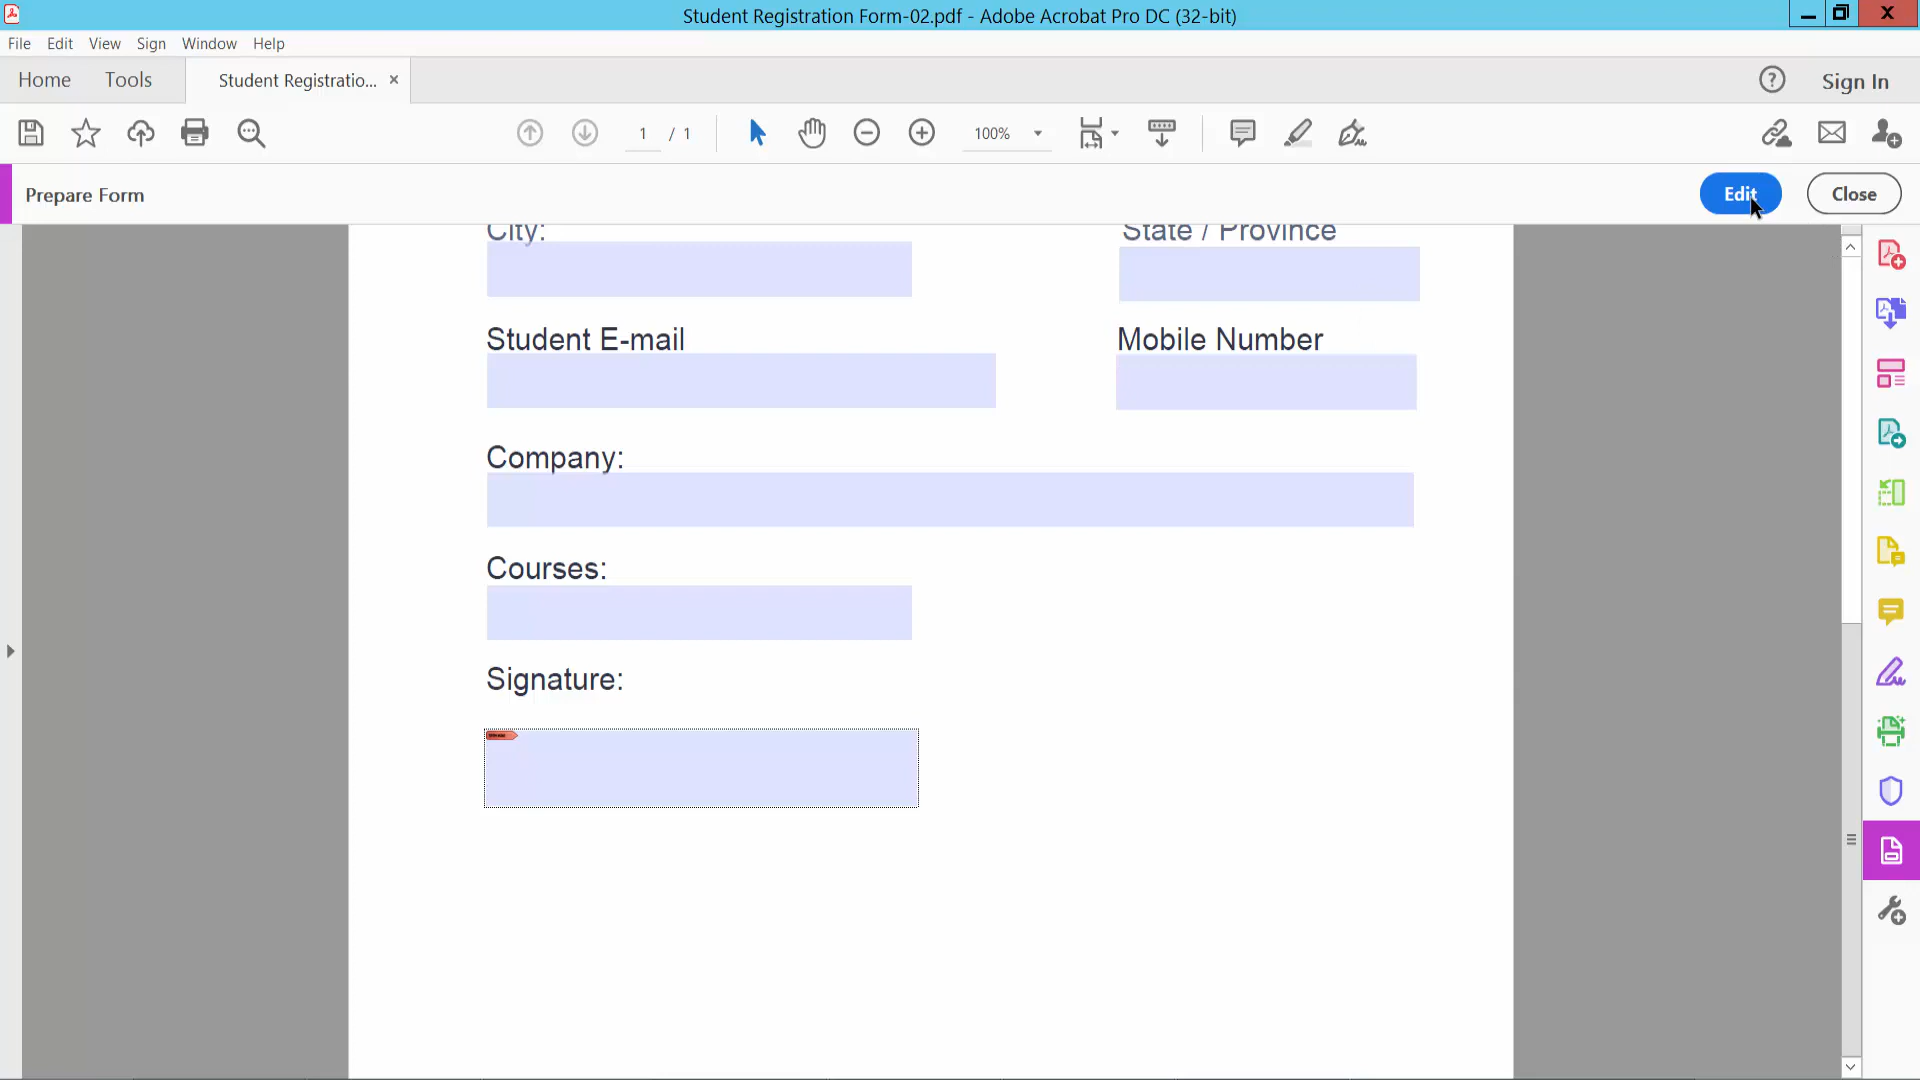 Student Registration Form-02.pdf - Adobe Acrobat Pro DC (32-bit)
File Edit View Sign Window Help
Home Tools Student Registratio... × Sign In
1 / 1 100%
Prepare Form Edit Close
City: State / Province
Student E-mail Mobile Number
Company:
Courses:
Signature: